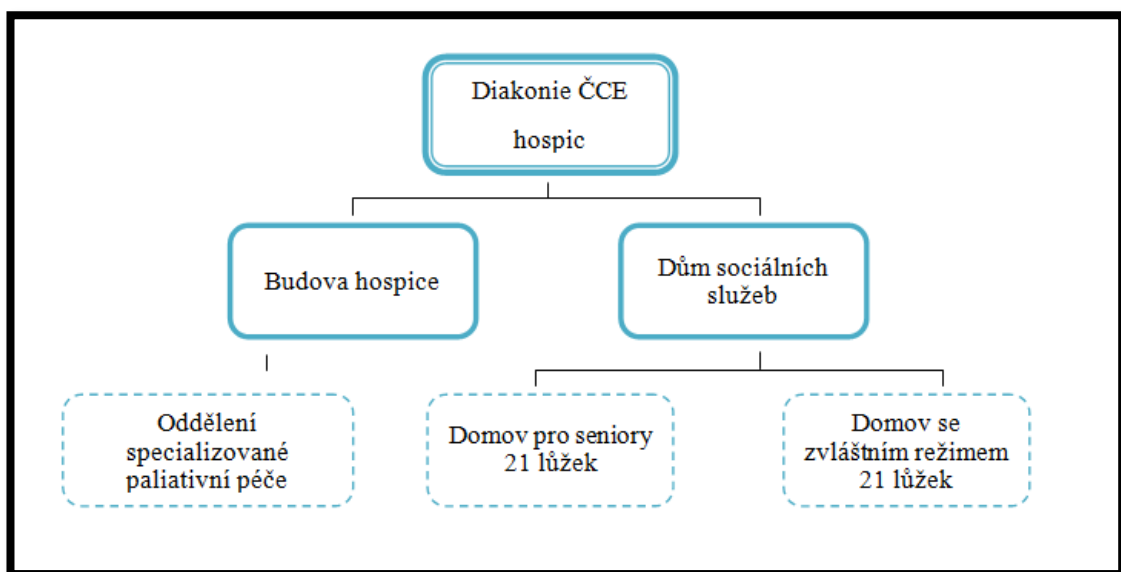 Diakonie ČCE
hospic
Budova hospice
Dům sociálních
služeb
Oddělení
specializované
paliativní péče
Domov pro seniory
21 lůžek
Domov se
zvláštním režimem
21 lůžek